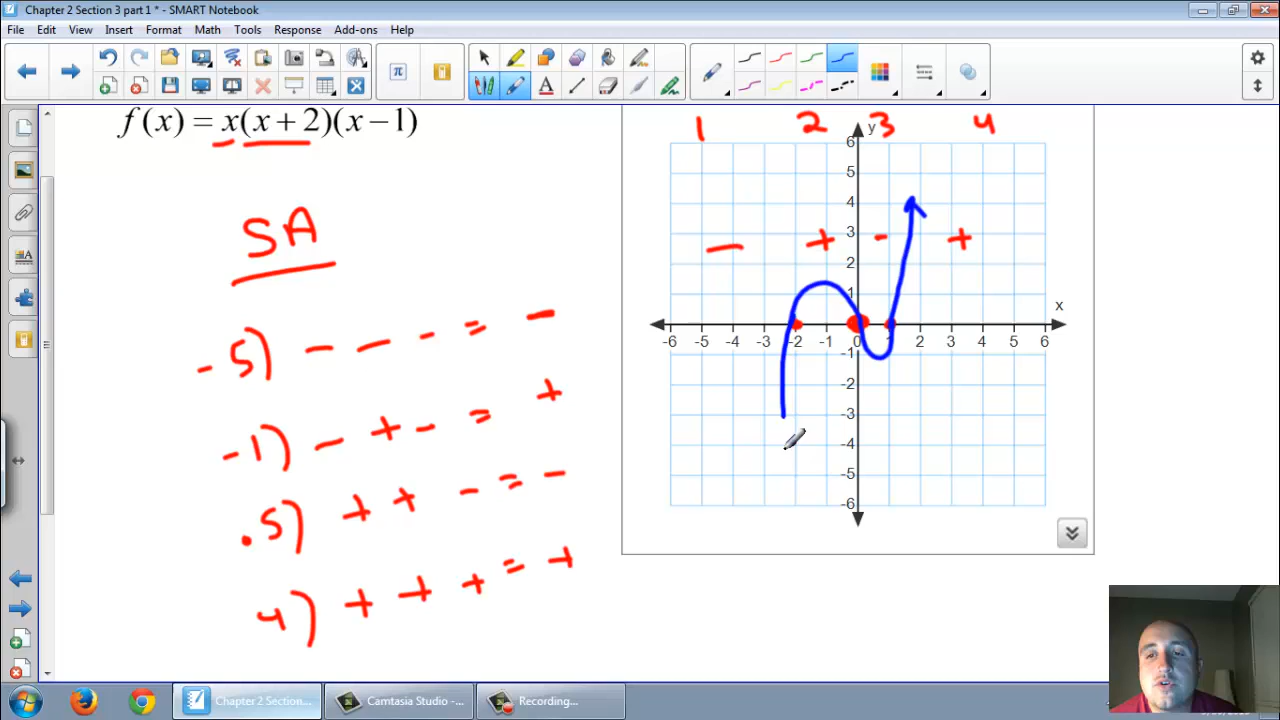 Chapter 2 Section 3 part 1 * - SMART Notebook
File Edit View Insert Format Math Tools Response Add-ons Help
f(x) = x(x + 2)(x − 1)
1 2 3 4
y
6
5
4
3
2
1
- + - +
x
-6 -5 -4 -3 -2 -1 0 1 2 3 4 5 6
-1
-2
-3
-4
-5
-6
SA
-5) - - - = -
-1) - + - = +
.5) + + - = -
4) + + + = +
Chapter 2 Section... Camtasia Studio - ... Recording...